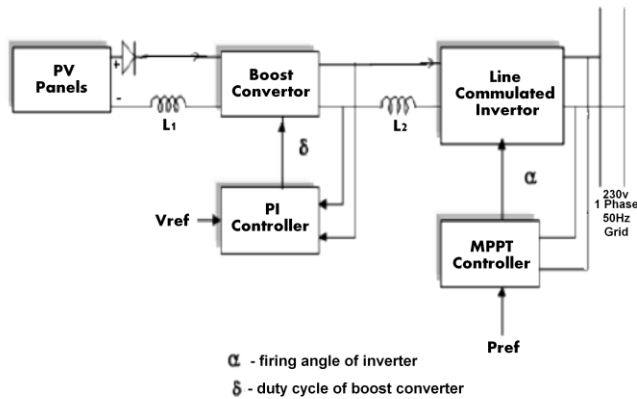 PV
Panels
+
-
L1
Boost
Convertor
δ
L2
Line
Commulated
Invertor
α
Vref
PI
Controller
MPPT
Controller
230v
1 Phase
50Hz
Grid
Pref
α - firing angle of inverter
δ - duty cycle of boost converter